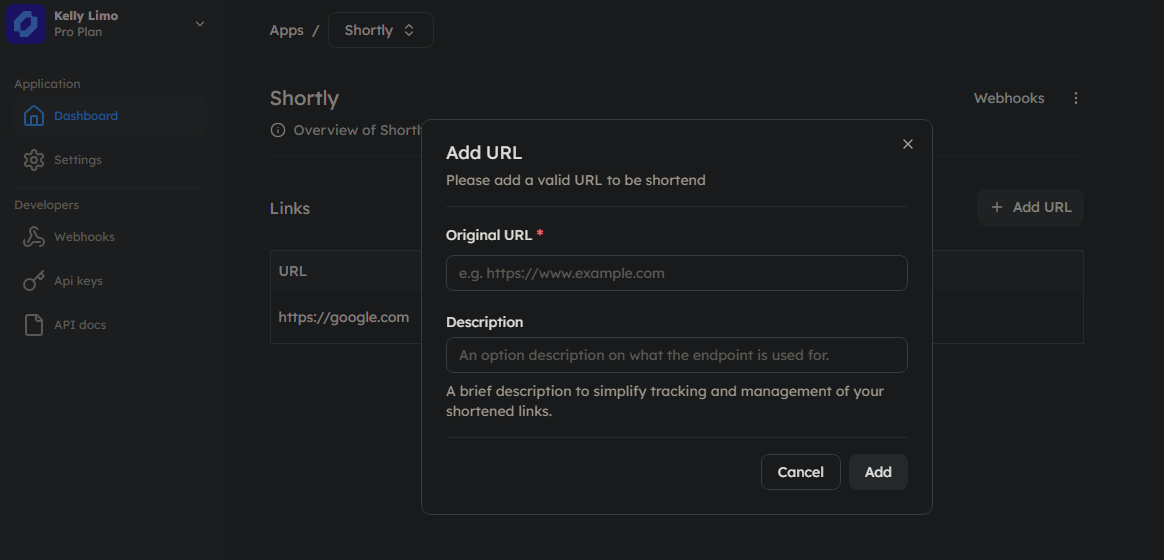 Kelly Limo
Pro Plan
Application
Dashboard
Settings
Developers
Webhooks
Api keys
API docs
Apps / Shortly
Shortly
Webhooks
Overview of Shortl
Links
+ Add URL
URL
https://google.com
Add URL
Please add a valid URL to be shortend
Original URL *
e.g. https://www.example.com
Description
An option description on what the endpoint is used for.
A brief description to simplify tracking and management of your
shortened links.
Cancel Add